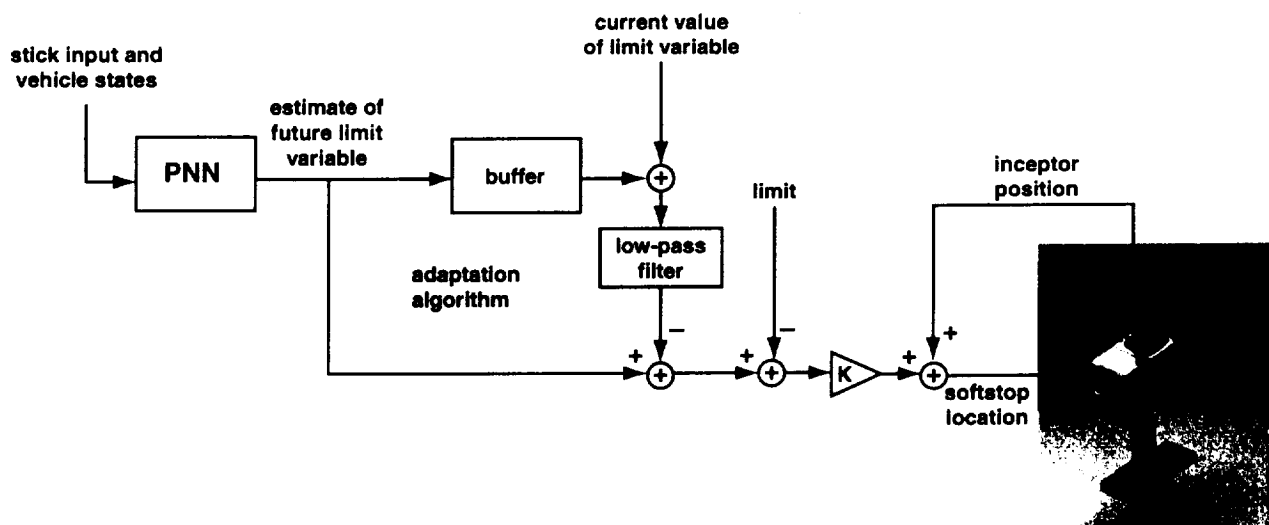 current value
of limit variable
stick input and
vehicle states
estimate of
future limit
variable
PNN
buffer
+
inceptor
position
limit
low-pass
filter
adaptation
algorithm
−
−
+
+
+
+
+
K
+
+
softstop
location